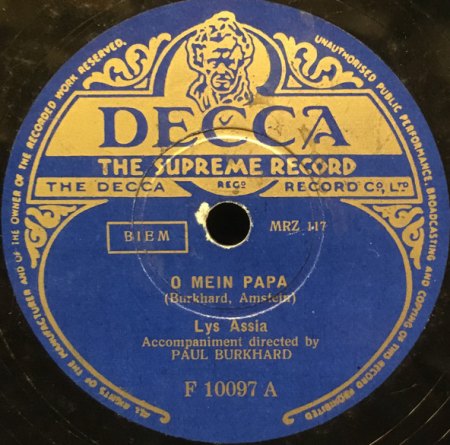 DECCA
THE SUPREME RECORD
THE DECCA REGD RECORD CO, LTD
BIEM
MRZ 117
O MEIN PAPA
(Burkhard, Amstein)
Lys Assia
Accompaniment directed by
PAUL BURKHARD
F 10097 A
ALL RIGHTS OF THE MANUFACTURER AND OF THE OWNER OF THE RECORDED WORK RESERVED. UNAUTHORISED PUBLIC PERFORMANCE, BROADCASTING AND COPYING OF THIS RECORD PROHIBITED